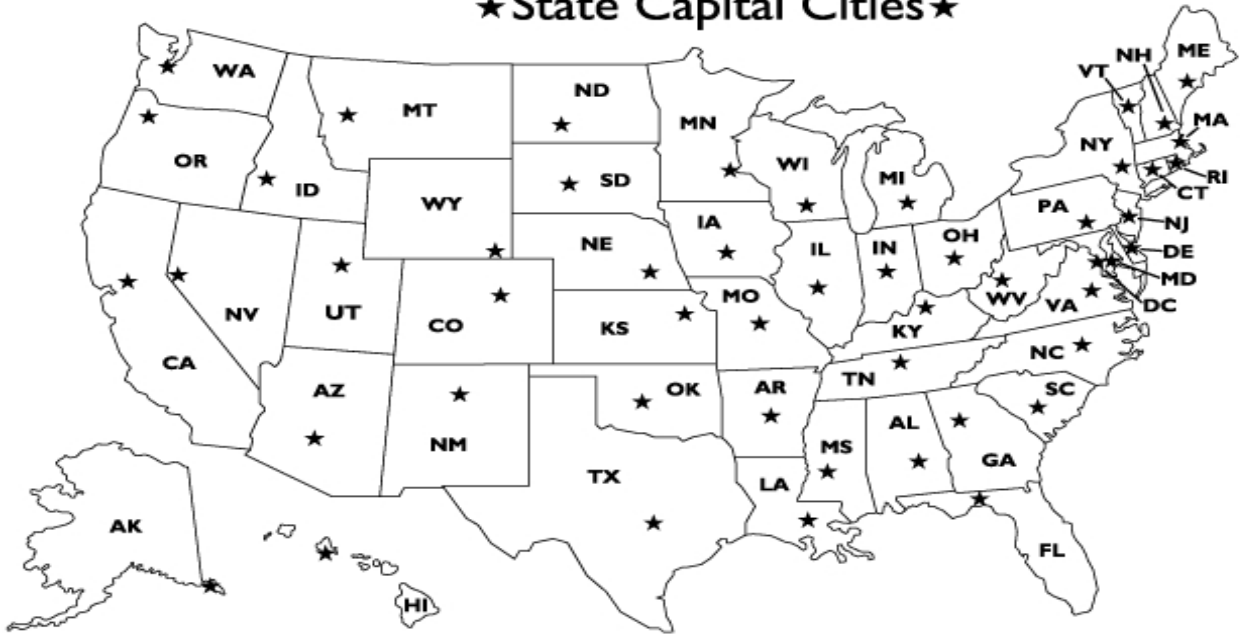 ★State Capital Cities★
WA
MT
ND
MN
OR
ID
WY
SD
WI
MI
NY
VT
NH
ME
MA
RI
CT
NJ
DE
MD
DC
PA
NE
IA
IL
IN
OH
WV
VA
NV
UT
CO
KS
MO
KY
CA
AZ
NM
OK
AR
TN
NC
SC
TX
LA
MS
AL
GA
FL
AK
HI